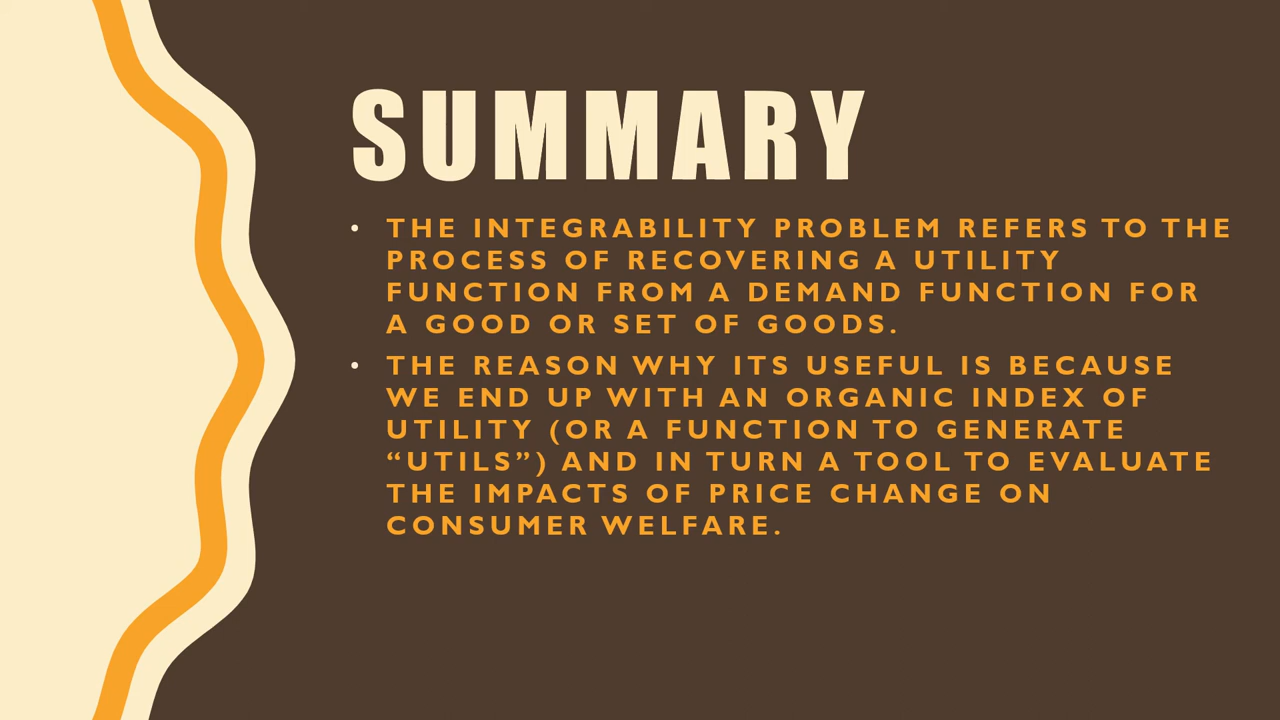 SUMMARY
• THE INTEGRABILITY PROBLEM REFERS TO THE
PROCESS OF RECOVERING A UTILITY
FUNCTION FROM A DEMAND FUNCTION FOR
A GOOD OR SET OF GOODS.
• THE REASON WHY ITS USEFUL IS BECAUSE
WE END UP WITH AN ORGANIC INDEX OF
UTILITY (OR A FUNCTION TO GENERATE
“UTILS”) AND IN TURN A TOOL TO EVALUATE
THE IMPACTS OF PRICE CHANGE ON
CONSUMER WELFARE.